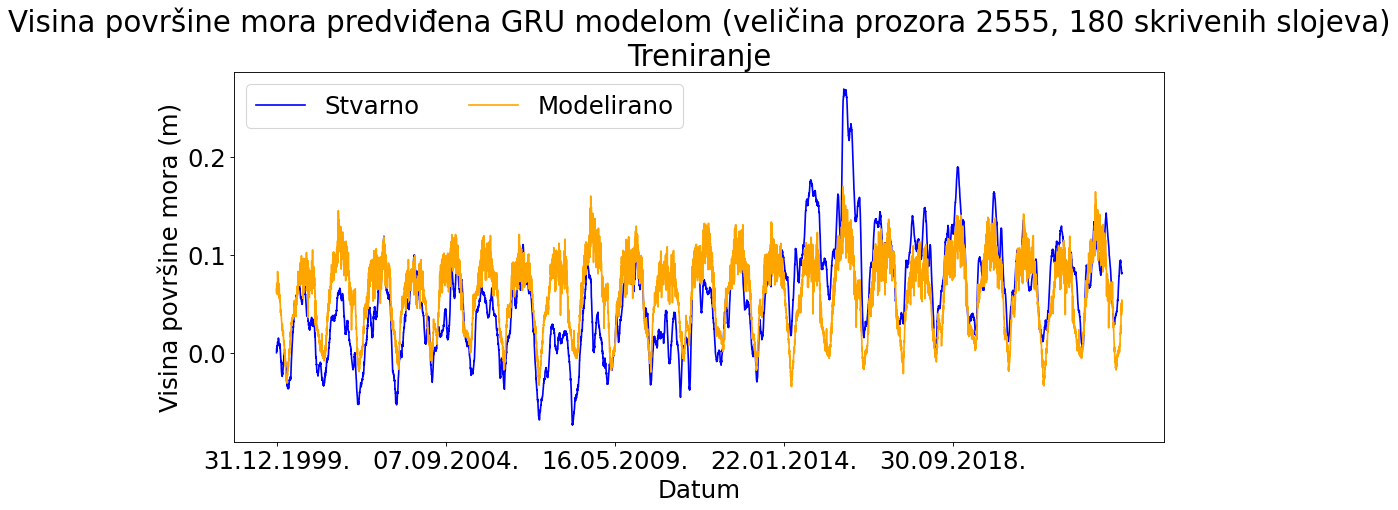 Visina površine mora predviđena GRU modelom (veličina prozora 2555, 180 skrivenih slojeva)
Treniranje
Stvarno Modelirano
Visina površine mora (m)
0.2
0.1
0.0
31.12.1999. 07.09.2004. 16.05.2009. 22.01.2014. 30.09.2018.
Datum